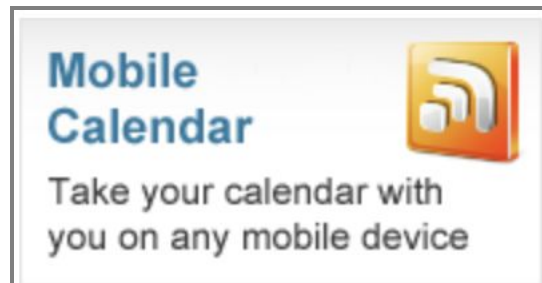 Mobile
Calendar
Take your calendar with
you on any mobile device